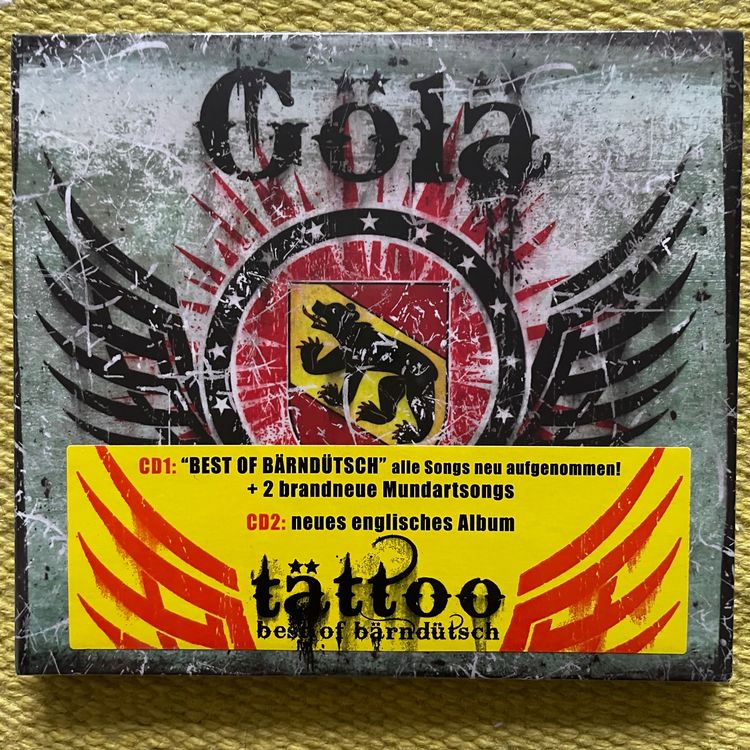 Gölä
CD1: “BEST OF BÄRNDÜTSCH” alle Songs neu aufgenommen!
+ 2 brandneue Mundartsongs
CD2: neues englisches Album
tättoo
best of bärndütsch